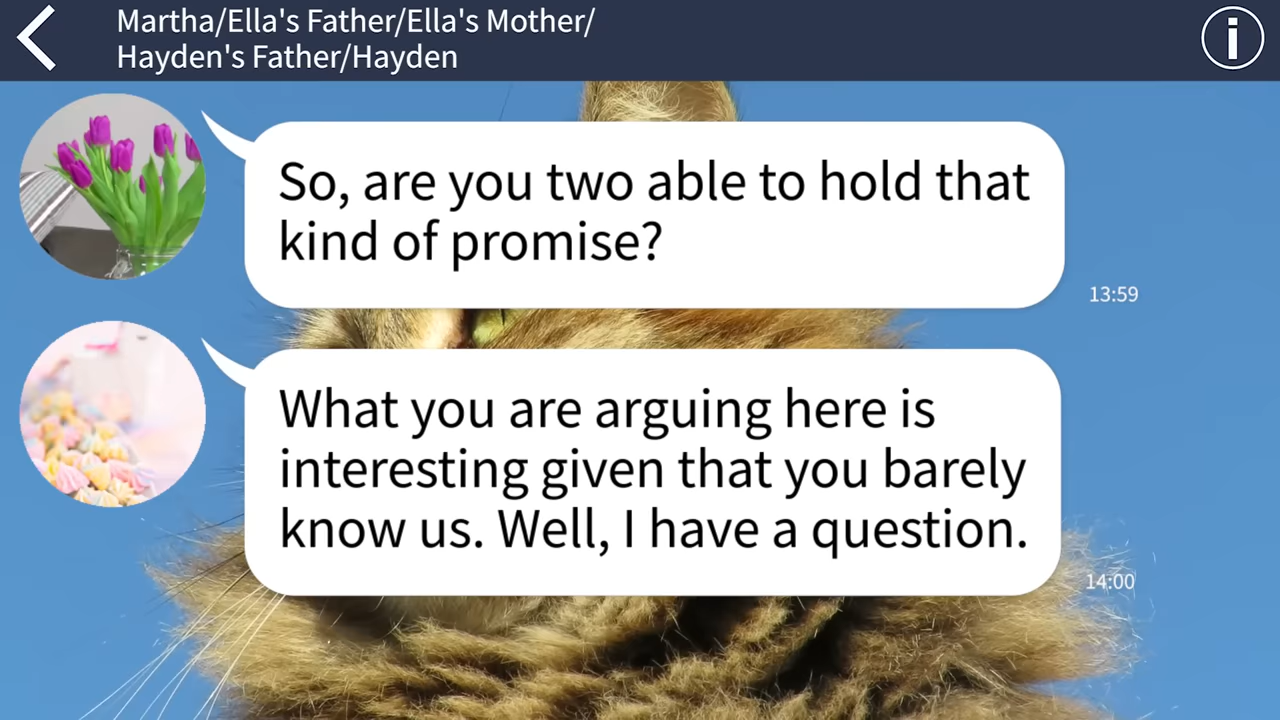 Martha/Ella's Father/Ella's Mother/
Hayden's Father/Hayden
So, are you two able to hold that
kind of promise?
13:59
What you are arguing here is
interesting given that you barely
know us. Well, I have a question.
14:00